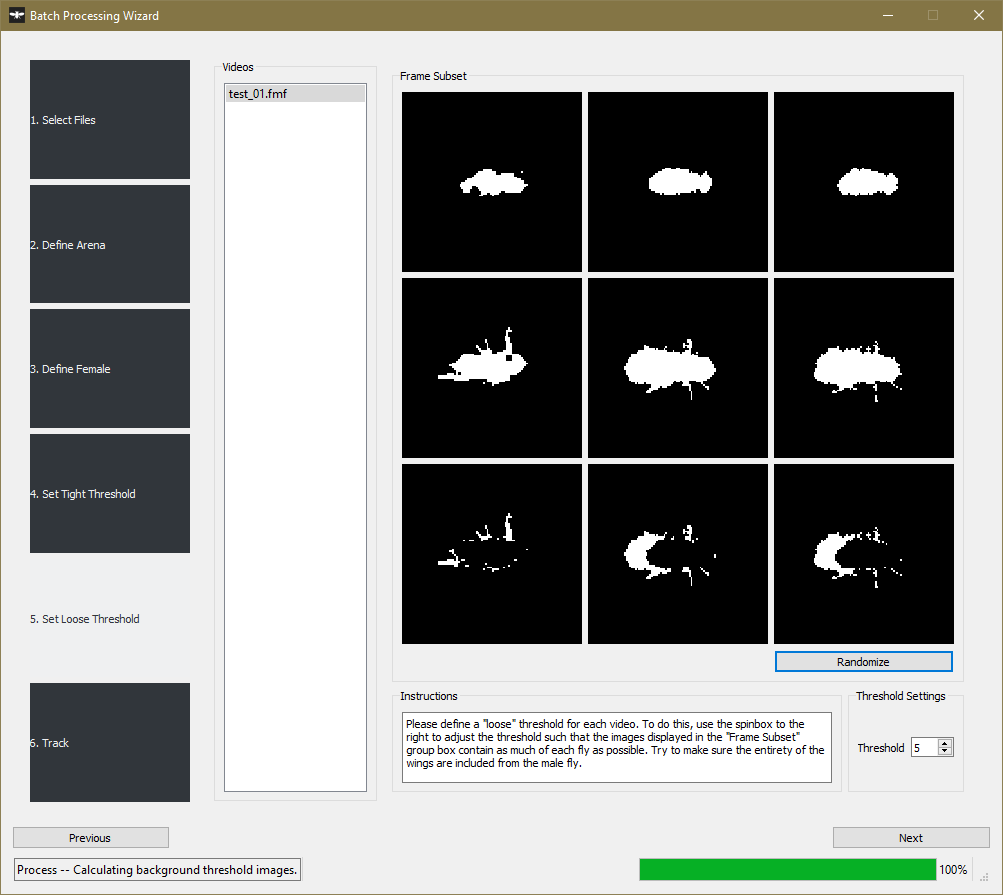 Batch Processing Wizard
1. Select Files
2. Define Arena
3. Define Female
4. Set Tight Threshold
5. Set Loose Threshold
6. Track
Videos
test_01.fmf
Frame Subset
Randomize
Instructions
Please define a "loose" threshold for each video. To do this, use the spinbox to the
right to adjust the threshold such that the images displayed in the "Frame Subset"
group box contain as much of each fly as possible. Try to make sure the entirety of the
wings are included from the male fly.
Threshold Settings
Threshold 5
Previous
Next
Process -- Calculating background threshold images.
100%